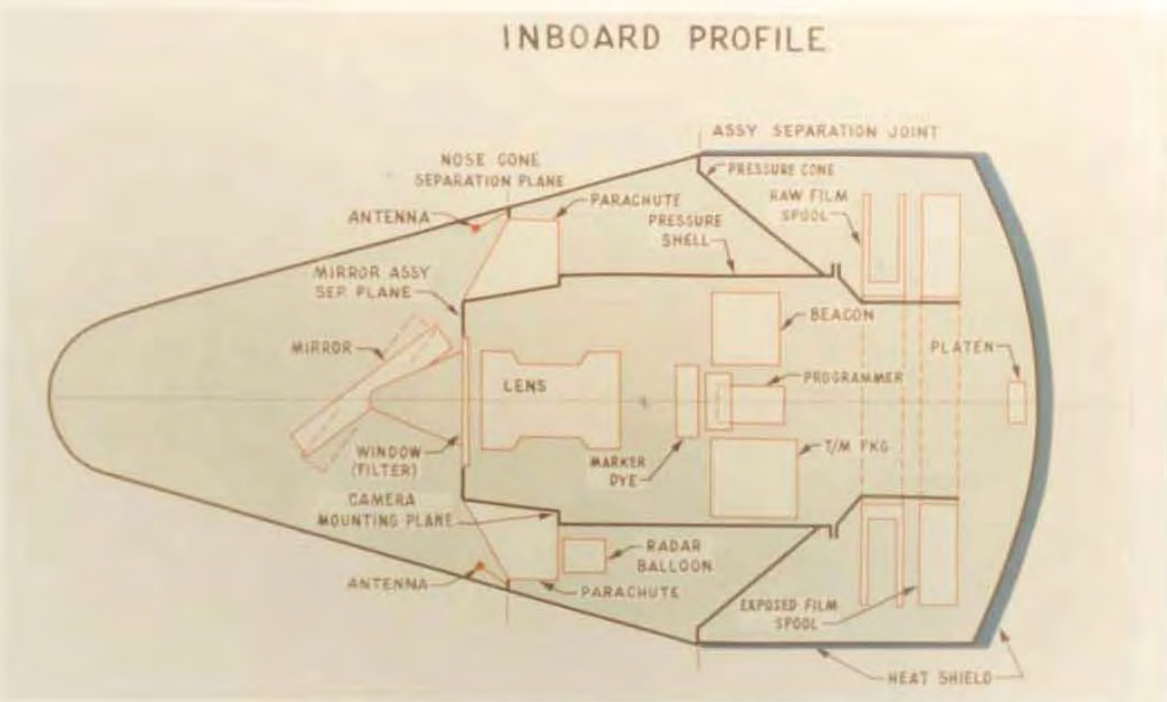 INBOARD PROFILE
ASSY SEPARATION JOINT
NOSE CONE
SEPARATION PLANE
PRESSURE CONE
ANTENNA
PARACHUTE
RAW FILM
SPOOL
PRESSURE
SHELL
MIRROR ASSY
SEP. PLANE
BEACON
MIRROR
PLATEN
LENS
PROGRAMMER
WINDOW
(FILTER)
MARKER
DYE
T/M PKG
CAMERA
MOUNTING PLANE
RADAR
BALLOON
ANTENNA
PARACHUTE
EXPOSED FILM
SPOOL
HEAT SHIELD